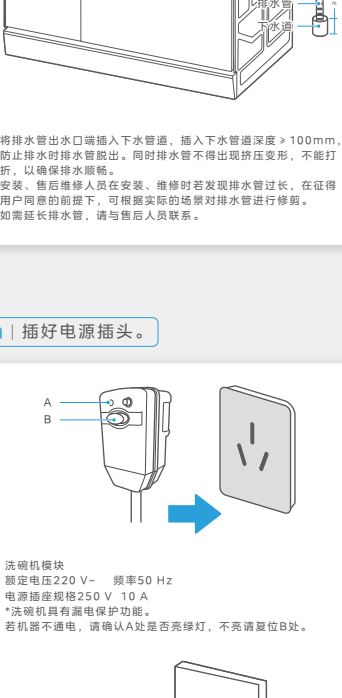 排水管
A
下水道
将排水管出水口端插入下水管道，插入下水管道深度≥100mm，
防止排水时排水管脱出。同时排水管不得出现挤压变形，不能打
折，以确保排水顺畅。
安装、售后维修人员在安装、维修时若发现排水管过长，在征得
用户同意的前提下，可根据实际的场景对排水管进行修剪。
如需延长排水管，请与售后人员联系。
| 插好电源插头。
A
B
洗碗机模块
额定电压220 V~ 频率50 Hz
电源插座规格250 V 10 A
*洗碗机具有漏电保护功能。
若机器不通电，请确认A处是否亮绿灯，不亮请复位B处。